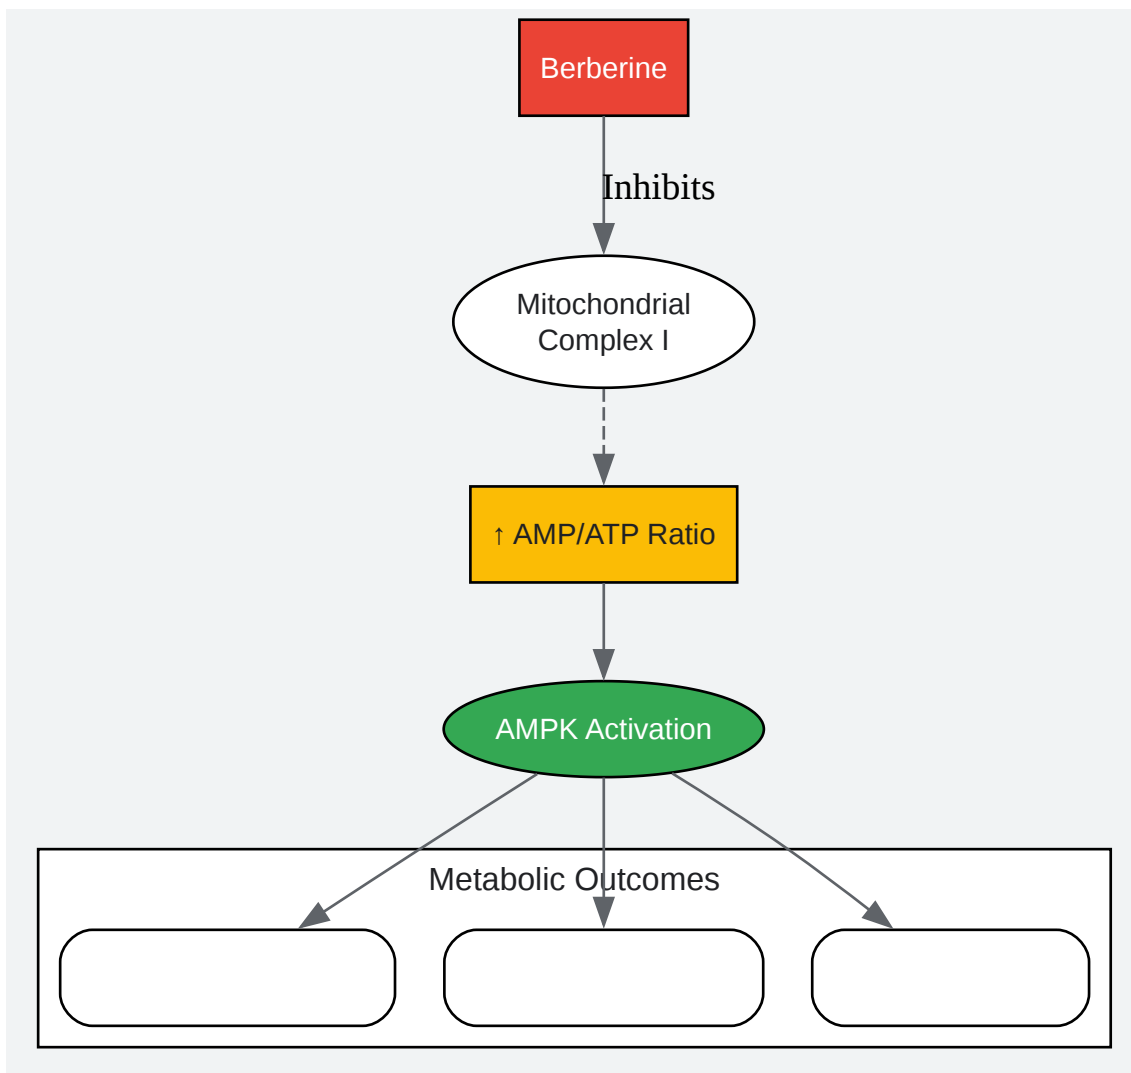 Berberine
Inhibits
Mitochondrial
Complex I
↑ AMP/ATP Ratio
AMPK Activation
Metabolic Outcomes